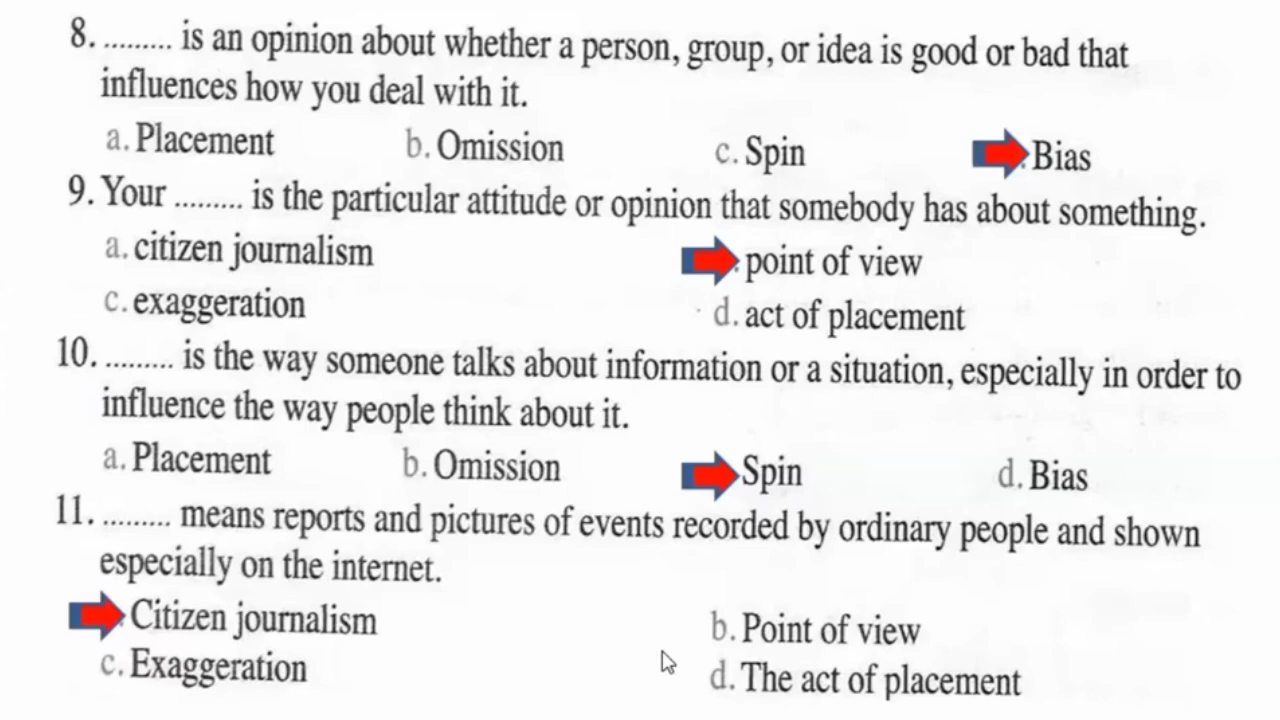 8. ......... is an opinion about whether a person, group, or idea is good or bad that
influences how you deal with it.
a. Placement b. Omission c. Spin Bias
9. Your ......... is the particular attitude or opinion that somebody has about something.
a. citizen journalism point of view
c. exaggeration d. act of placement
10. ......... is the way someone talks about information or a situation, especially in order to
influence the way people think about it.
a. Placement b. Omission Spin d. Bias
11. ......... means reports and pictures of events recorded by ordinary people and shown
especially on the internet.
Citizen journalism b. Point of view
c. Exaggeration d. The act of placement